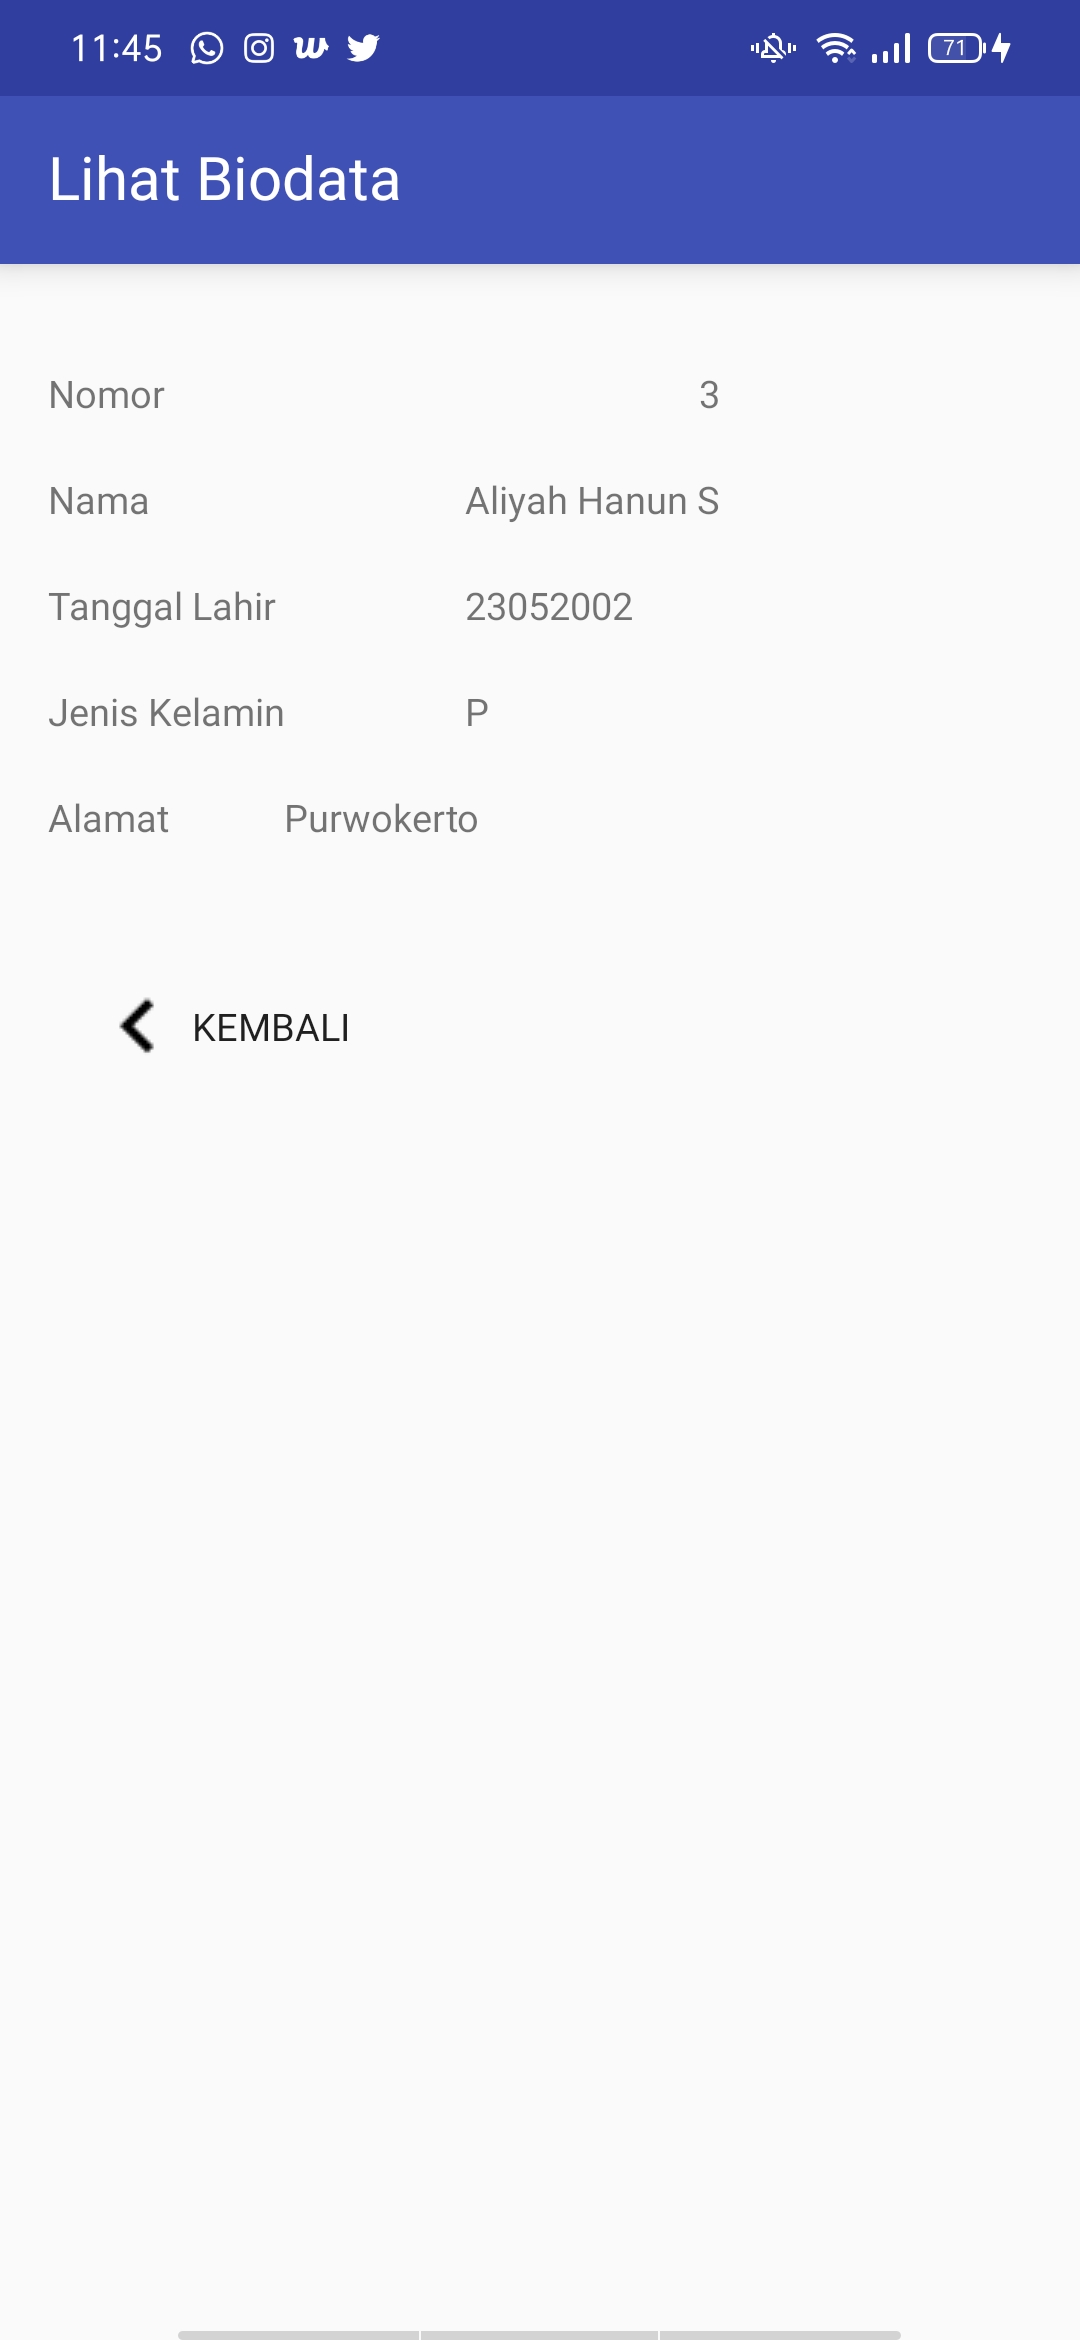 11:45 71
Lihat Biodata
Nomor 3
Nama Aliyah Hanun S
Tanggal Lahir 23052002
Jenis Kelamin P
Alamat Purwokerto
KEMBALI